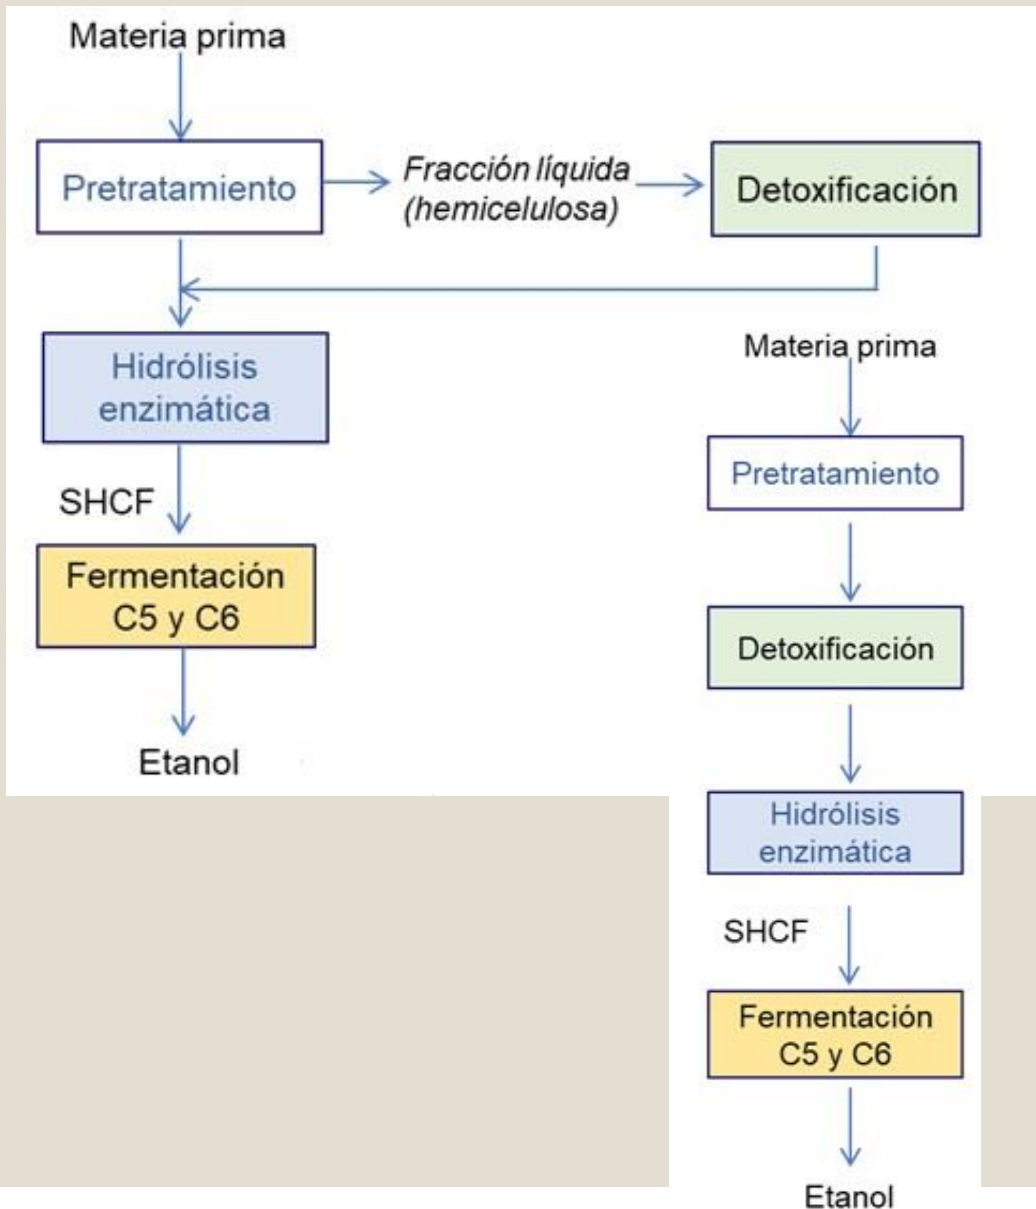 Materia prima
Pretratamiento
Fracción líquida
(hemicelulosa)
Detoxificación
Hidrólisis
enzimática
SHCF
Fermentación
C5 y C6
Etanol
Materia prima
Pretratamiento
Detoxificación
Hidrólisis
enzimática
SHCF
Fermentación
C5 y C6
Etanol